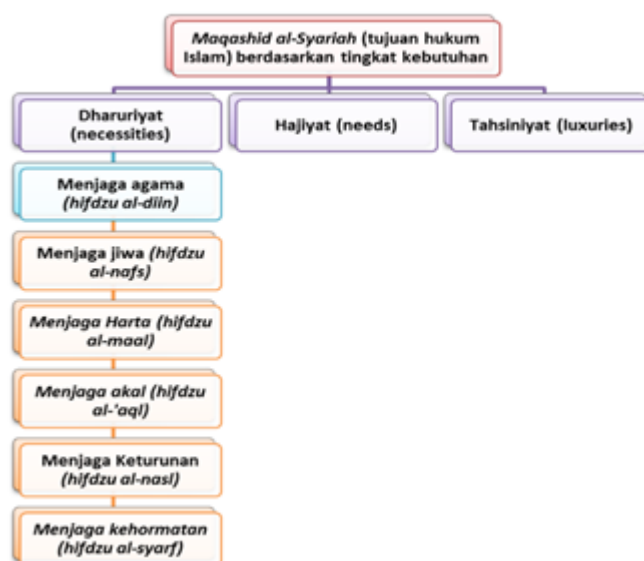 Maqashid al-Syariah (tujuan hukum
Islam) berdasarkan tingkat kebutuhan
Dharuriyat
(necessities)
Hajiyat (needs)
Tahsiniyat (luxuries)
Menjaga agama
(hifdzu al-diin)
Menjaga jiwa (hifdzu
al-nafs)
Menjaga Harta (hifdzu
al-maal)
Menjaga akal (hifdzu
al-'aql)
Menjaga Keturunan
(hifdzu al-nasl)
Menjaga kehormatan
(hifdzu al-syarf)